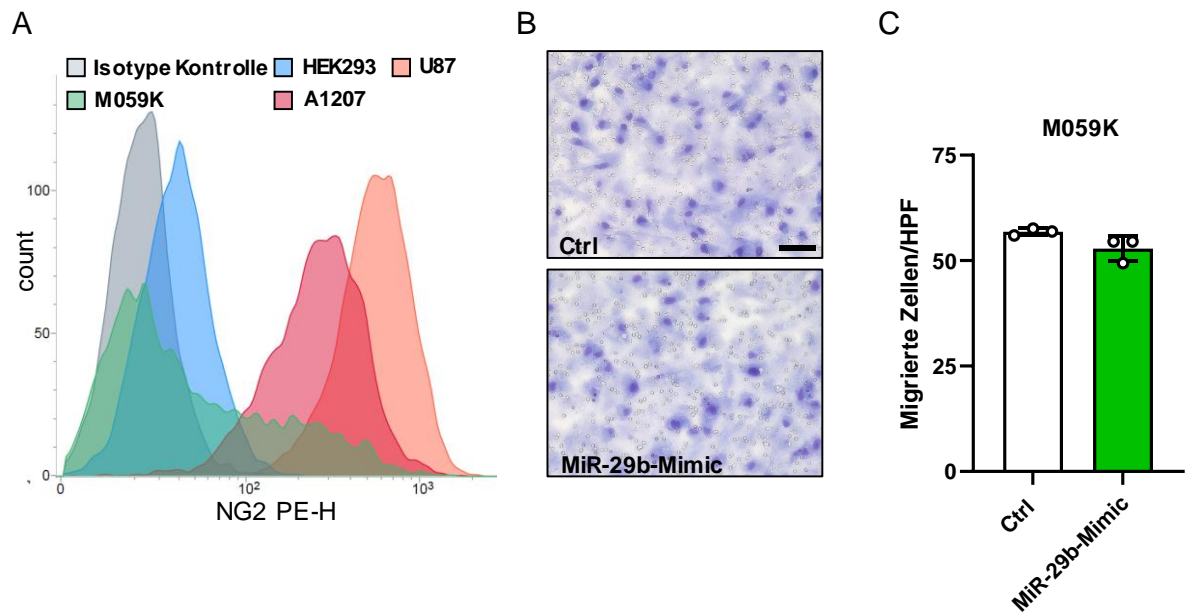 A
Isotype Kontrolle HEK293 U87
M059K A1207
count
100
50
0
0 10² 10³
NG2 PE-H
B
Ctrl
MiR-29b-Mimic
C
M059K
Migrierte Zellen/HPF
75
50
25
0
Ctrl
MiR-29b-Mimic